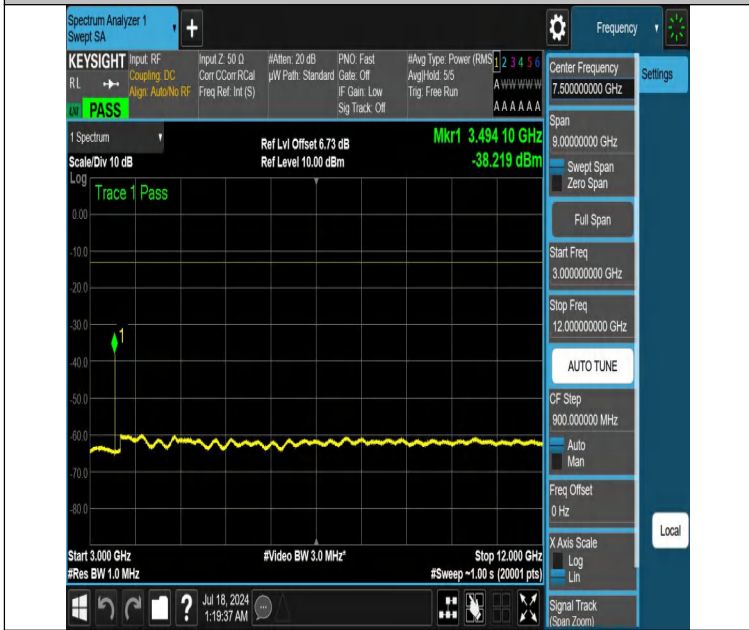 Spectrum Analyzer 1
Swept SA
+
Frequency
KEYSIGHT
RL
PASS
Input: RF
Coupling: DC
Align: Auto/No RF
Input Z: 50 Ω
Corr CCorr RCal
Freq Ref: Int (S)
#Atten: 20 dB
µW Path: Standard
PNO: Fast
Gate: Off
IF Gain: Low
Sig Track: Off
#Avg Type: Power (RMS
Avg|Hold: 5/5
Trig: Free Run
1 2 3 4 5 6
A W W W W W
A A A A A A
1 Spectrum
Scale/Div 10 dB
Ref Lvl Offset 6.73 dB
Ref Level 10.00 dBm
Mkr1 3.494 10 GHz
-38.219 dBm
Log
Trace 1 Pass
0.00
-10.0
-20.0
-30.0
1
-40.0
-50.0
-60.0
-70.0
-80.0
Start 3.000 GHz
#Res BW 1.0 MHz
#Video BW 3.0 MHz*
Stop 12.000 GHz
#Sweep ~1.00 s (20001 pts)
?
Jul 18, 2024
1:19:37 AM
Center Frequency
7.500000000 GHz
Settings
Span
9.00000000 GHz
Swept Span
Zero Span
Full Span
Start Freq
3.000000000 GHz
Stop Freq
12.000000000 GHz
AUTO TUNE
CF Step
900.000000 MHz
Auto
Man
Freq Offset
0 Hz
X Axis Scale
Log
Lin
Local
Signal Track
(Span Zoom)